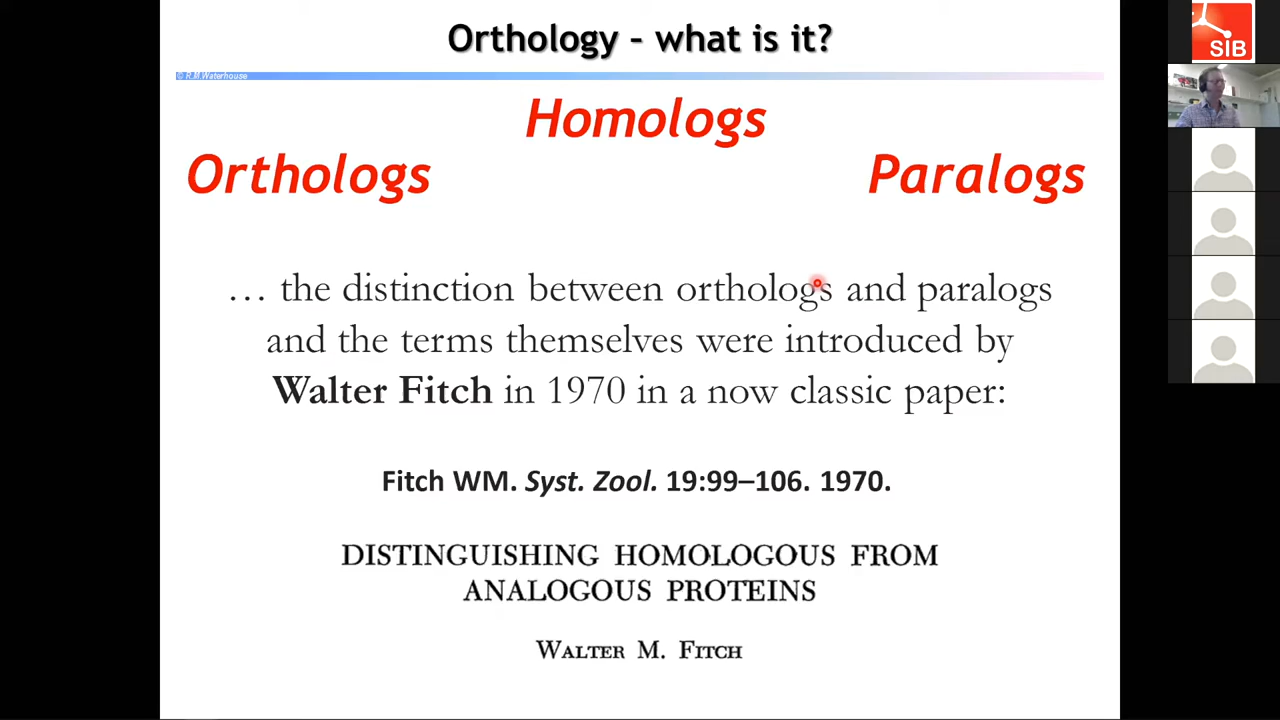 Orthology – what is it?
SIB
© R.M.Waterhouse
Homologs
Orthologs
Paralogs
… the distinction between orthologs and paralogs
and the terms themselves were introduced by
Walter Fitch in 1970 in a now classic paper:
Fitch WM. Syst. Zool. 19:99–106. 1970.
DISTINGUISHING HOMOLOGOUS FROM
ANALOGOUS PROTEINS
WALTER M. FITCH